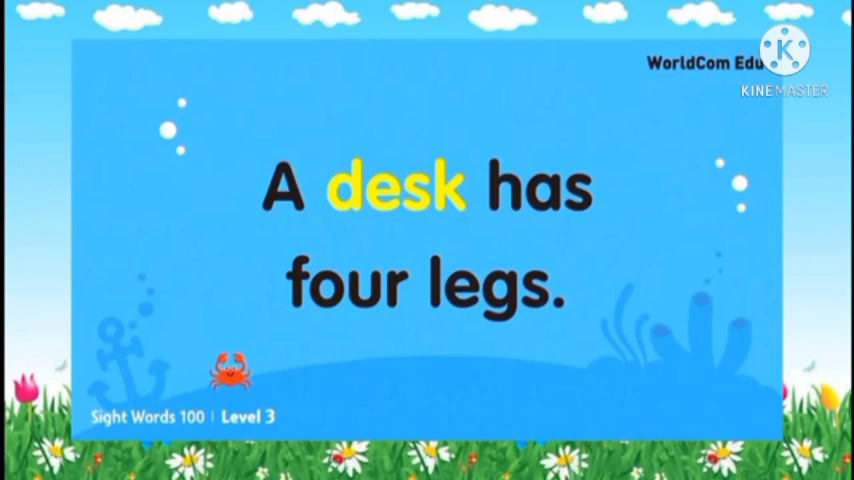 WorldCom Edu
KINEMASTER
A desk has
four legs.
Sight Words 100 | Level 3